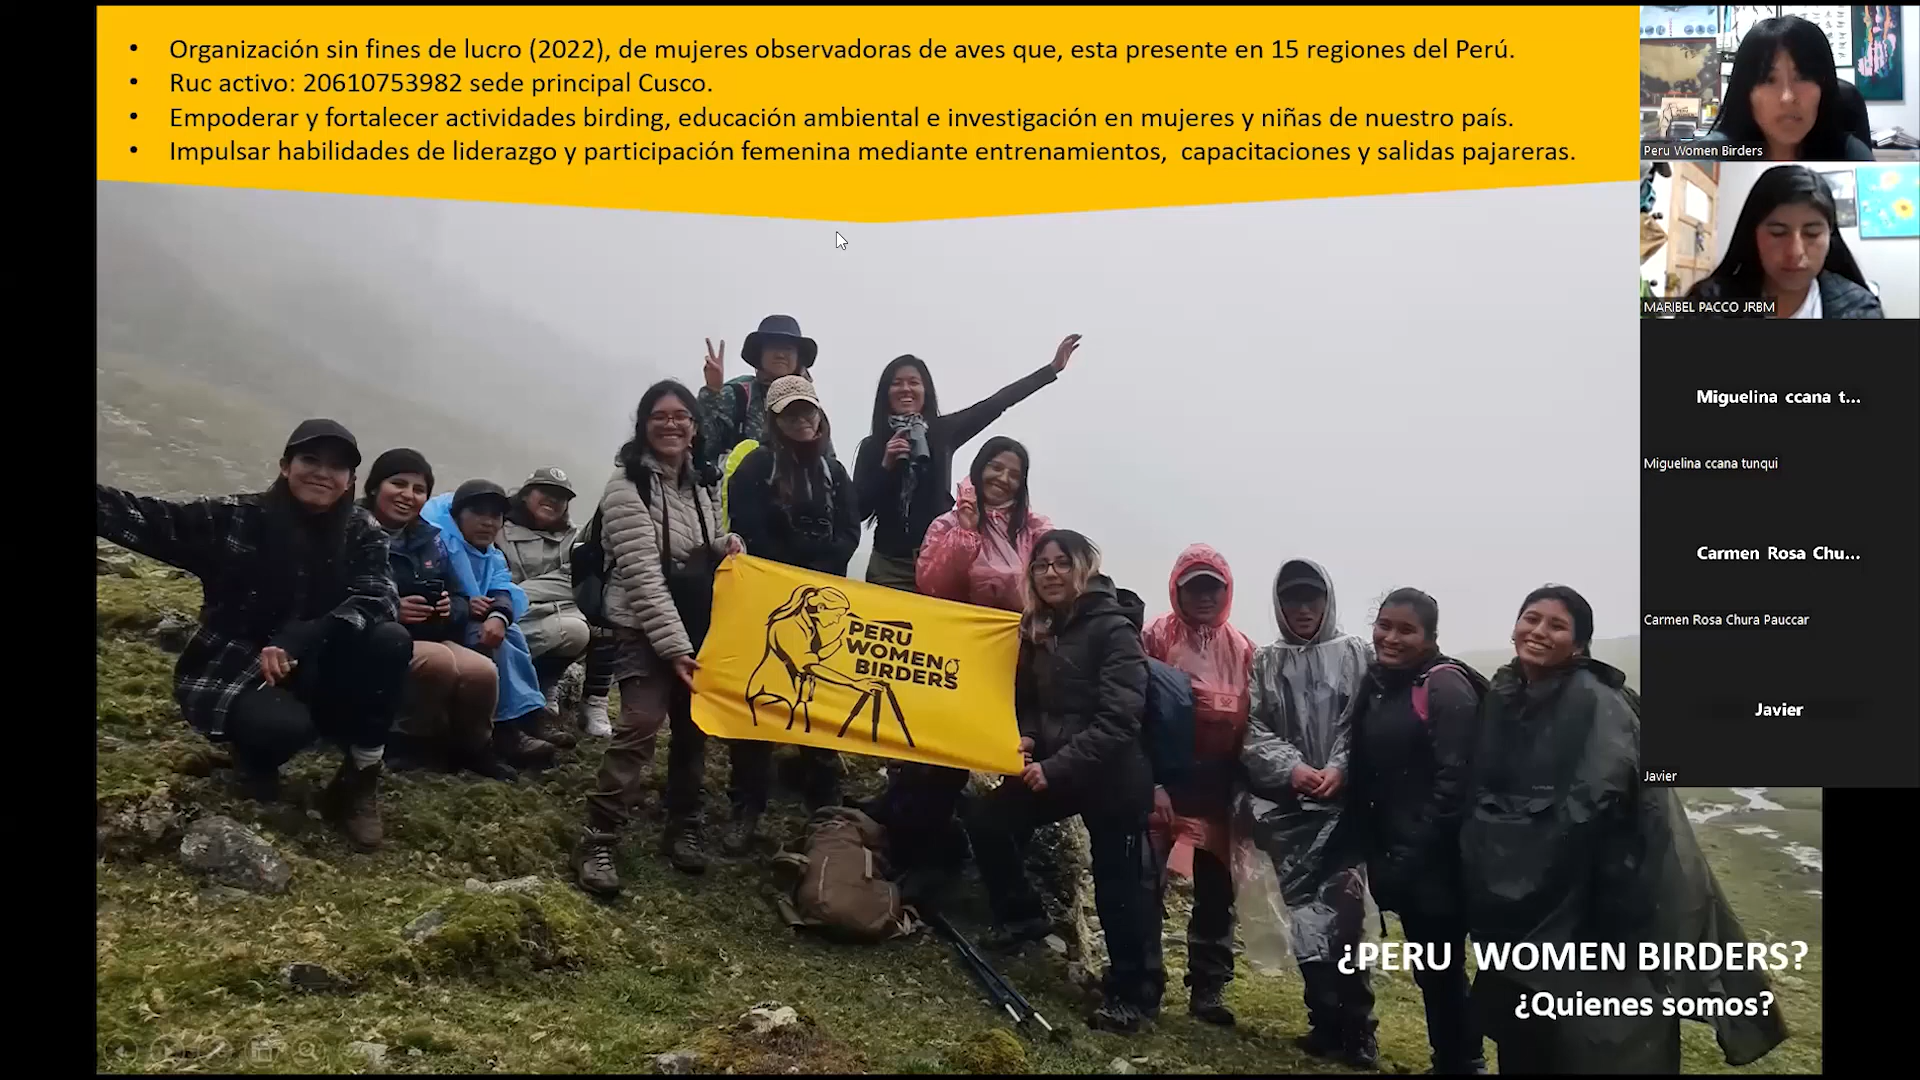 • Organización sin fines de lucro (2022), de mujeres observadoras de aves que, esta presente en 15 regiones del Perú.
• Ruc activo: 20610753982 sede principal Cusco.
• Empoderar y fortalecer actividades birding, educación ambiental e investigación en mujeres y niñas de nuestro país.
• Impulsar habilidades de liderazgo y participación femenina mediante entrenamientos, capacitaciones y salidas pajareras.
Peru Women Birders
MARIBEL PACCO JRBM
Miguelina ccana t...
Miguelina ccana tunqui
Carmen Rosa Chu...
Carmen Rosa Chura Pauccar
Javier
Javier
PERU
WOMEN
BIRDERS
¿PERU WOMEN BIRDERS?
¿Quienes somos?